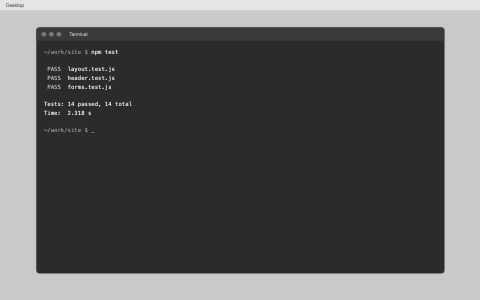 Desktop
Terminal
~/work/site $ npm test
PASS layout.test.js
PASS header.test.js
PASS forms.test.js
Tests: 14 passed, 14 total
Time: 2.318 s
~/work/site $ _